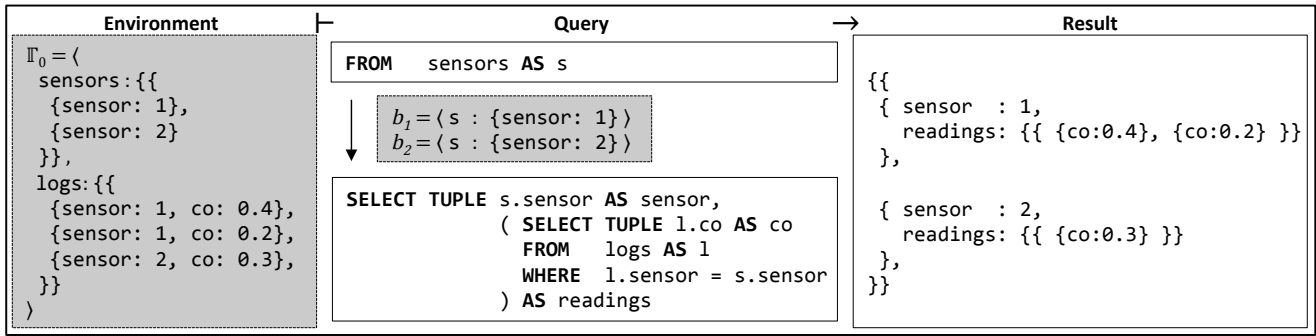 Environment ⊢ Query → Result
𝕋₀ = ⟨
sensors : {{
{sensor: 1},
{sensor: 2}
}},
logs: {{
{sensor: 1, co: 0.4},
{sensor: 1, co: 0.2},
{sensor: 2, co: 0.3},
}}
⟩
FROM sensors AS s
b₁ = ⟨ s : {sensor: 1} ⟩
b₂ = ⟨ s : {sensor: 2} ⟩
SELECT TUPLE s.sensor AS sensor,
( SELECT TUPLE l.co AS co
FROM logs AS l
WHERE l.sensor = s.sensor
) AS readings
{{
{ sensor : 1,
readings: {{ {co:0.4}, {co:0.2} }}
},
{ sensor : 2,
readings: {{ {co:0.3} }}
},
}}